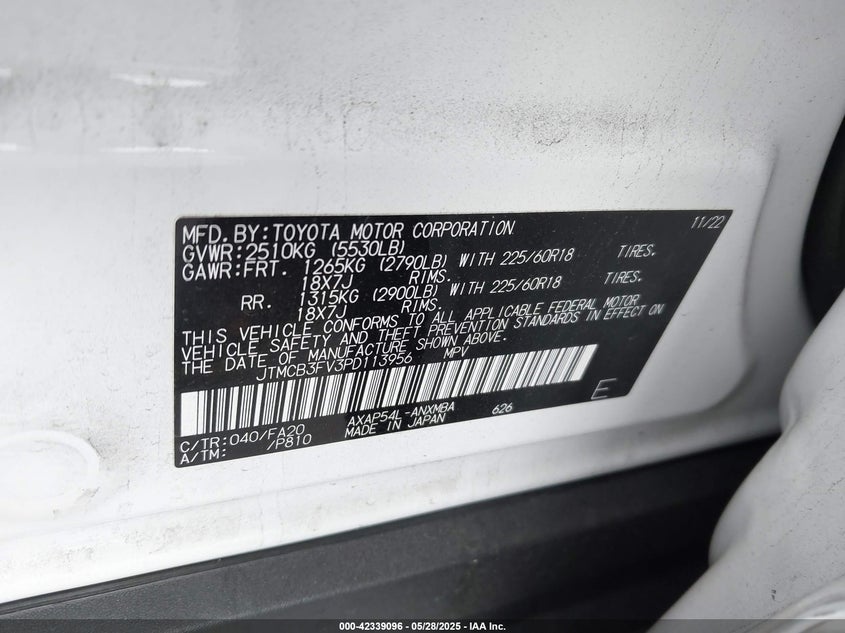 MFD.BY:TOYOTA MOTOR CORPORATION 11/22
GVWR:2510KG (5530LB)
GAWR:FRT. 1265KG (2790LB) WITH 225/60R18 TIRES.
18X7J RIMS.
RR. 1315KG (2900LB) WITH 225/60R18 TIRES.
18X7J RIMS.
THIS VEHICLE CONFORMS TO ALL APPLICABLE FEDERAL MOTOR
VEHICLE SAFETY AND THEFT PREVENTION STANDARDS IN EFFECT ON
THE DATE OF MANUFACTURE SHOWN ABOVE.
JTMCB3FV3PD113956 MPV
E
C/TR:040/FA20 AXAP54L-ANXMBA 626
A/TM: /P810 MADE IN JAPAN
000-42339096 — 05/28/2025 — IAA Inc.